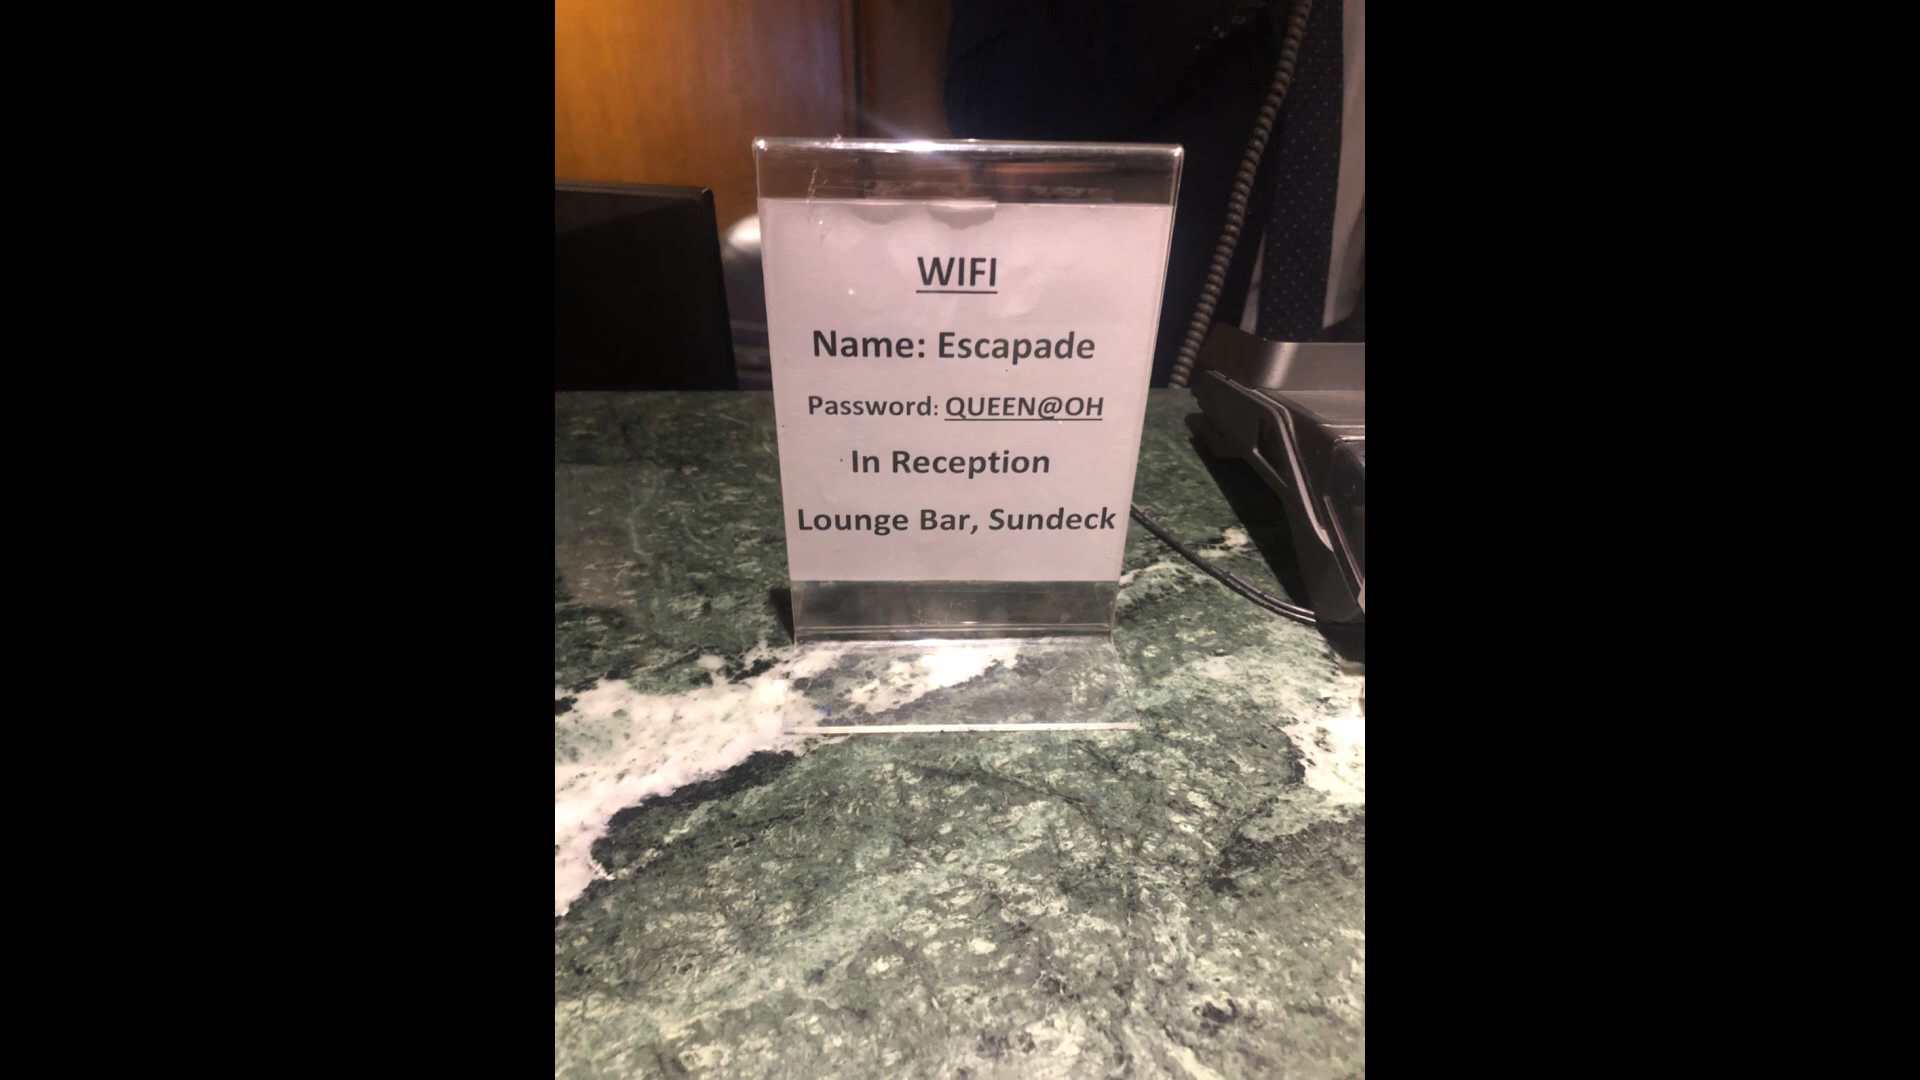 WIFI
Name: Escapade
Password: QUEEN@OH
In Reception
Lounge Bar, Sundeck